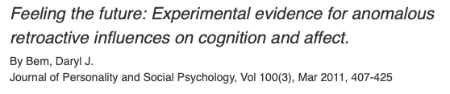 Feeling the future: Experimental evidence for anomalous
retroactive influences on cognition and affect.
By Bem, Daryl J.
Journal of Personality and Social Psychology, Vol 100(3), Mar 2011, 407-425